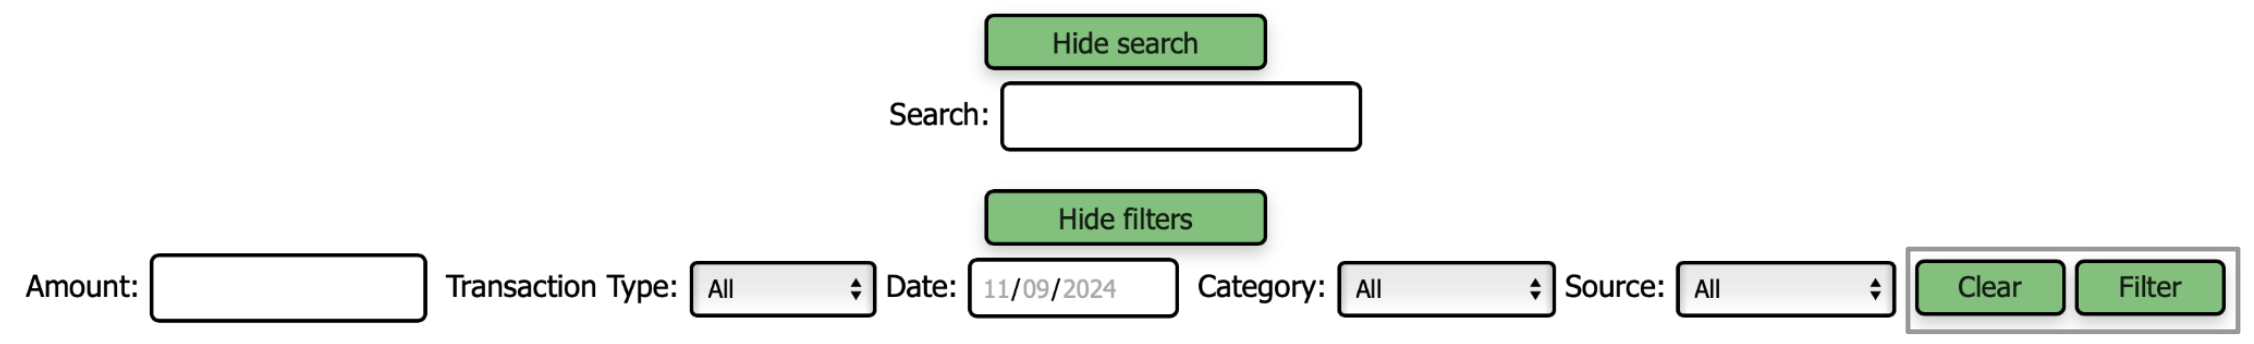 Hide search
Search:
Hide filters
Amount: Transaction Type: All Date: 11/09/2024 Category: All Source: All Clear Filter